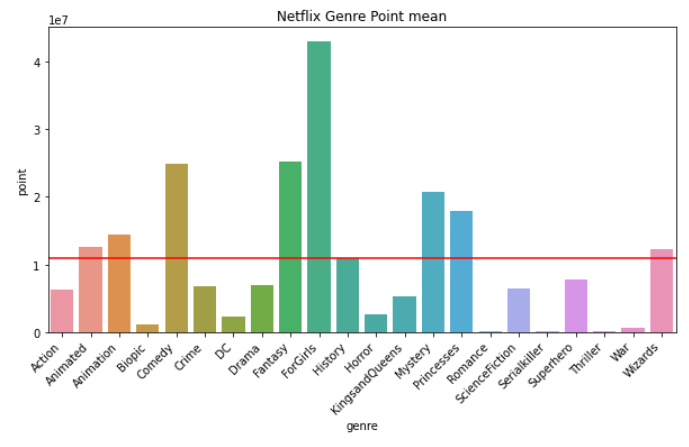 Netflix Genre Point mean
1e7
4
3
2
1
0
point
Action
Animated
Animation
Biopic
Comedy
Crime
DC
Drama
Fantasy
ForGirls
History
Horror
KingsandQueens
Mystery
Princesses
Romance
ScienceFiction
Serialkiller
Superhero
Thriller
War
Wizards
genre